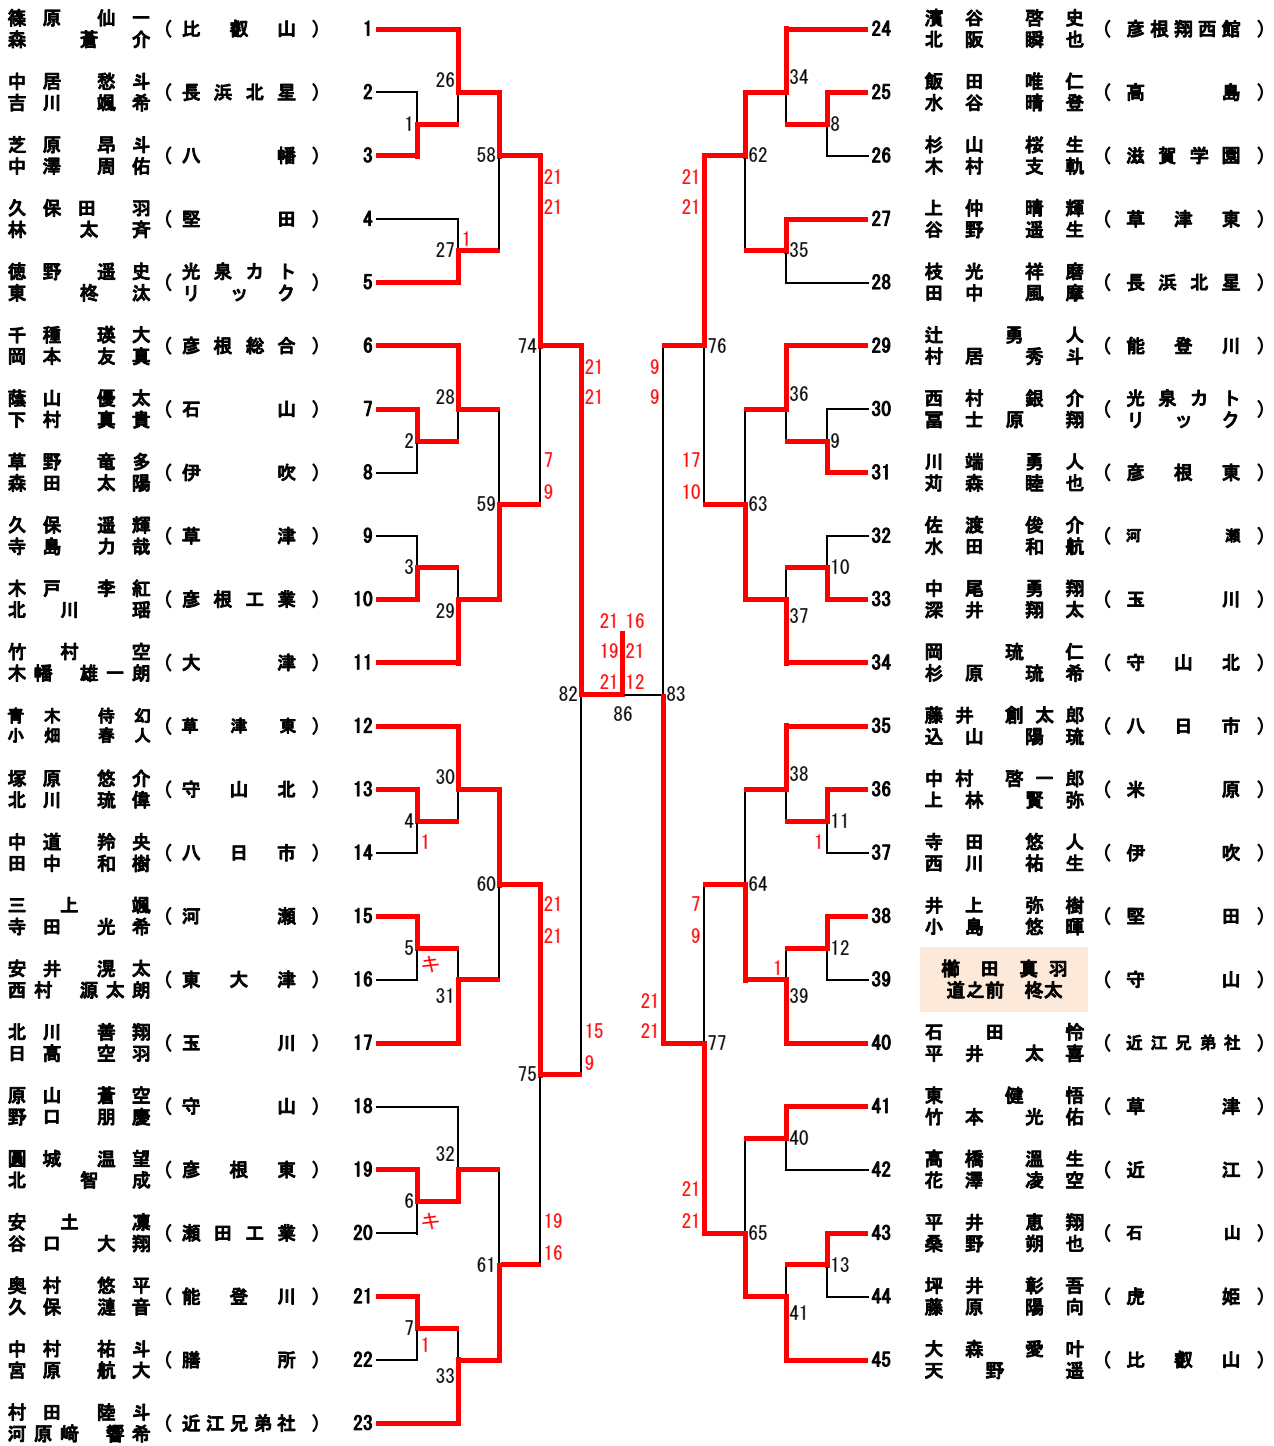 篠原 仙一
森 蒼介 (比叡山) 1
中居 愁斗
吉川 颯希 (長浜北星) 2
芝原 昂斗
中澤 周佑 (八幡) 3
久保田 羽
林 太斉 (堅田) 4
徳野 遥史 (光泉カト
東 柊汰 リック) 5
千種 瑛大
岡本 友真 (彦根総合) 6
蔭山 優太
下村 真貴 (石山) 7
草野 竜多
森田 太陽 (伊吹) 8
久保 遥輝
寺島 力哉 (草津) 9
木戸 李紅
北川 瑶 (彦根工業) 10
竹村 空
木幡 雄一朗 (大津) 11
青木 侍幻
小畑 春人 (草津東) 12
塚原 悠介
北川 琉偉 (守山北) 13
中道 羚央
田中 和樹 (八日市) 14
三上 颯
寺田 光希 (河瀬) 15
安井 滉太
西村 源太朗 (東大津) 16
北川 善翔
日高 空羽 (玉川) 17
原山 蒼空
野口 朋慶 (守山) 18
圓城 温望
北 智成 (彦根東) 19
安土 凛
谷口 大翔 (瀬田工業) 20
奥村 悠平
久保 漣音 (能登川) 21
中村 祐斗
宮原 航大 (膳所) 22
村田 陸斗
河原﨑 響希 (近江兄弟社) 23
26
1
58
21
21
27
1
74
21
21
28
2
7
9
59
3
29
82
30
4
1
60
21
21
5
キ
31
15
9
75
32
6
キ
19
16
61
7
1
33
21 16
19 21
21 12
86
濱谷 啓史
北阪 瞬也 (彦根翔西館) 24
飯田 唯仁
水谷 晴登 (高島) 25
杉山 桜生
木村 支軌 (滋賀学園) 26
上仲 晴輝
谷野 遥生 (草津東) 27
枝光 祥磨
田中 風摩 (長浜北星) 28
辻 勇人
村居 秀斗 (能登川) 29
西村 銀介 (光泉カト
冨士原 翔 リック) 30
川端 勇人
苅森 睦也 (彦根東) 31
佐渡 俊介
水田 和航 (河瀬) 32
中尾 勇翔
深井 翔太 (玉川) 33
岡 琉仁
杉原 琉希 (守山北) 34
藤井 創太郎
込山 陽琉 (八日市) 35
中村 啓一郎
上林 賢弥 (米原) 36
寺田 悠人
西川 祐生 (伊吹) 37
井上 弥樹
小島 悠暉 (堅田) 38
櫛田 真羽
道之前 柊太 (守山) 39
石田 怜
平井 太喜 (近江兄弟社) 40
東 健悟
竹本 光佑 (草津) 41
高橋 溫生
花澤 凌空 (近江) 42
平井 恵翔
桑野 朔也 (石山) 43
坪井 彰吾
藤原 陽向 (虎姫) 44
大森 愛叶
天野 遥 (比叡山) 45
34
8
62
21
21
35
76
9
9
36
9
17
10
63
10
37
83
38
11
1
64
7
9
12
1
39
21
21
77
40
21
21
65
13
41